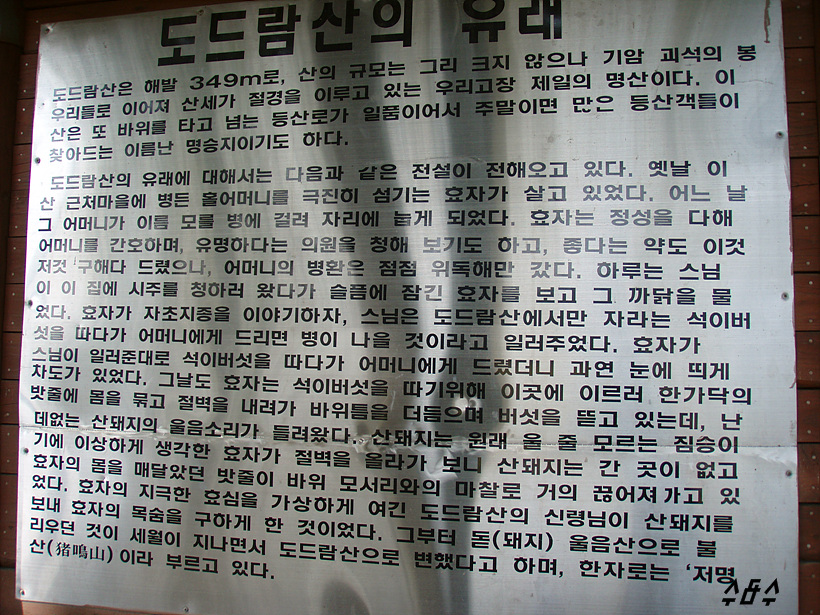 도드람산의 유래
도드람산은 해발 349m로, 산의 규모는 그리 크지 않으나 기암 괴석의 봉
우리들로 이어져 산세가 절경을 이루고 있는 우리고장 제일의 명산이다. 이
산은 또 바위를 타고 넘는 등산로가 일품이어서 주말이면 많은 등산객들이
찾아드는 이름난 명승지이기도 하다.
도드람산의 유래에 대해서는 다음과 같은 전설이 전해오고 있다. 옛날 이
산 근처마을에 병든 홀어머니를 극진히 섬기는 효자가 살고 있었다. 어느 날
그 어머니가 이름 모를 병에 걸려 자리에 눕게 되었다. 효자는 정성을 다해
어머니를 간호하며, 유명하다는 의원을 청해 보기도 하고, 좋다는 약도 이것
저것 구해다 드렸으나, 어머니의 병환은 점점 위독해만 갔다. 하루는 스님
이 이 집에 시주를 청하러 왔다가 슬픔에 잠긴 효자를 보고 그 까닭을 물
었다. 효자가 자초지종을 이야기하자, 스님은 도드람산에서만 자라는 석이버
섯을 따다가 어머니에게 드리면 병이 나을 것이라고 일러주었다. 효자가
스님이 일러준대로 석이버섯을 따다가 어머니에게 드렸더니 과연 눈에 띄게
차도가 있었다. 그날도 효자는 석이버섯을 따기위해 이곳에 이르러 한가닥의
밧줄에 몸을 묶고 절벽을 내려가 바위틈을 더듬으며 버섯을 뜯고 있는데, 난
데없는 산돼지의 울음소리가 들려왔다. 산돼지는 원래 울 줄 모르는 짐승이
기에 이상하게 생각한 효자가 절벽을 올라가 보니 산돼지는 간 곳이 없고
효자의 몸을 매달았던 밧줄이 바위 모서리와의 마찰로 거의 끊어져가고 있
었다. 효자의 지극한 효심을 가상하게 여긴 도드람산의 신령님이 산돼지를
보내 효자의 목숨을 구하게 한 것이었다. 그부터 돋(돼지) 울음산으로 불
리우던 것이 세월이 지나면서 도드람산으로 변했다고 하며, 한자로는 '저명
산(猪鳴山)이라 부르고 있다.